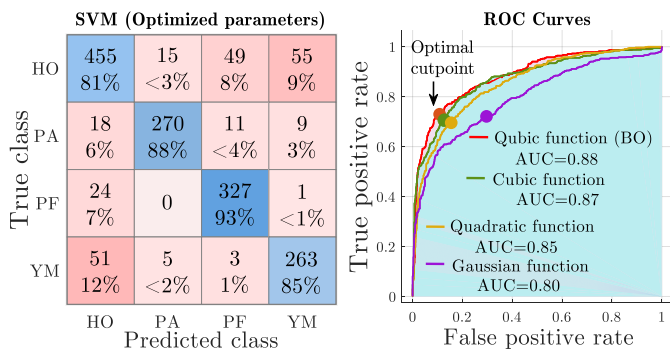 SVM (Optimized parameters)
HO
455
15
49
55
81%
<3%
8%
9%
PA
18
270
11
9
6%
88%
<4%
3%
PF
24
0
327
1
7%
93%
<1%
YM
51
5
3
263
12%
<2%
1%
85%
HO
PA
PF
YM
True class
Predicted class
ROC Curves
Optimal
cutpoint
Qubic function (BO)
AUC=0.88
Cubic function
AUC=0.87
Quadratic function
AUC=0.85
Gaussian function
AUC=0.80
1
0.8
0.6
0.4
0.2
0
0
0.2
0.4
0.6
0.8
1
True positive rate
False positive rate